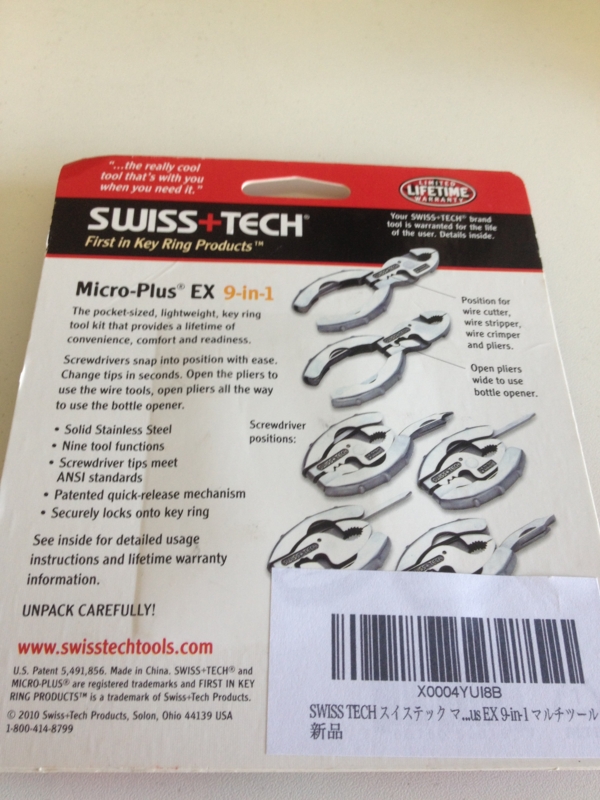 "...the really cool
tool that's with you
when you need it."
LIMITED
LIFETIME
WARRANTY
SWISS+TECH®
First in Key Ring Products™
Your SWISS+TECH® brand
tool is warranted for the life
of the user. Details inside.
Micro-Plus® EX 9-in-1
The pocket-sized, lightweight, key ring
tool kit that provides a lifetime of
convenience, comfort and readiness.
Screwdrivers snap into position with ease.
Change tips in seconds. Open the pliers to
use the wire tools, open pliers all the way
to use the bottle opener.
• Solid Stainless Steel
• Nine tool functions
• Screwdriver tips meet
ANSI standards
• Patented quick-release mechanism
• Securely locks onto key ring
Position for
wire cutter,
wire stripper,
wire crimper
and pliers.
Open pliers
wide to use
bottle opener.
Screwdriver
positions:
See inside for detailed usage
instructions and lifetime warranty
information.
UNPACK CAREFULLY!
www.swisstechtools.com
U.S. Patent 5,491,856. Made in China. SWISS+TECH® and
MICRO-PLUS® are registered trademarks and FIRST IN KEY
RING PRODUCTS™ is a trademark of Swiss+Tech Products.
© 2010 Swiss+Tech Products, Solon, Ohio 44139 USA
1-800-414-8799
X0004YUI8B
SWISS TECH スイステック マ...us EX 9-in-1 マルチツール
新品